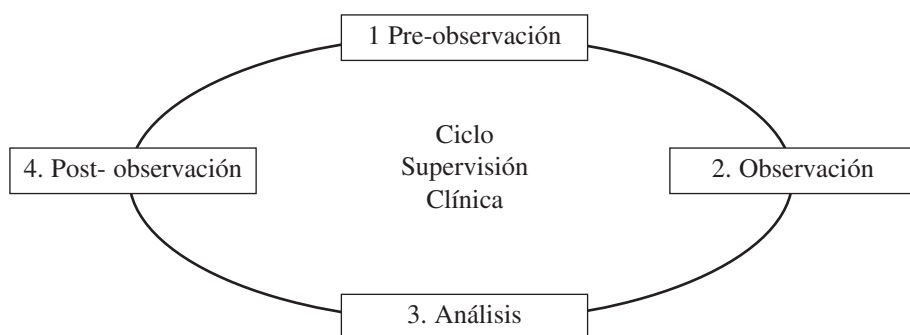 1 Pre-observación
Ciclo
Supervisión
Clínica
4. Post- observación
2. Observación
3. Análisis